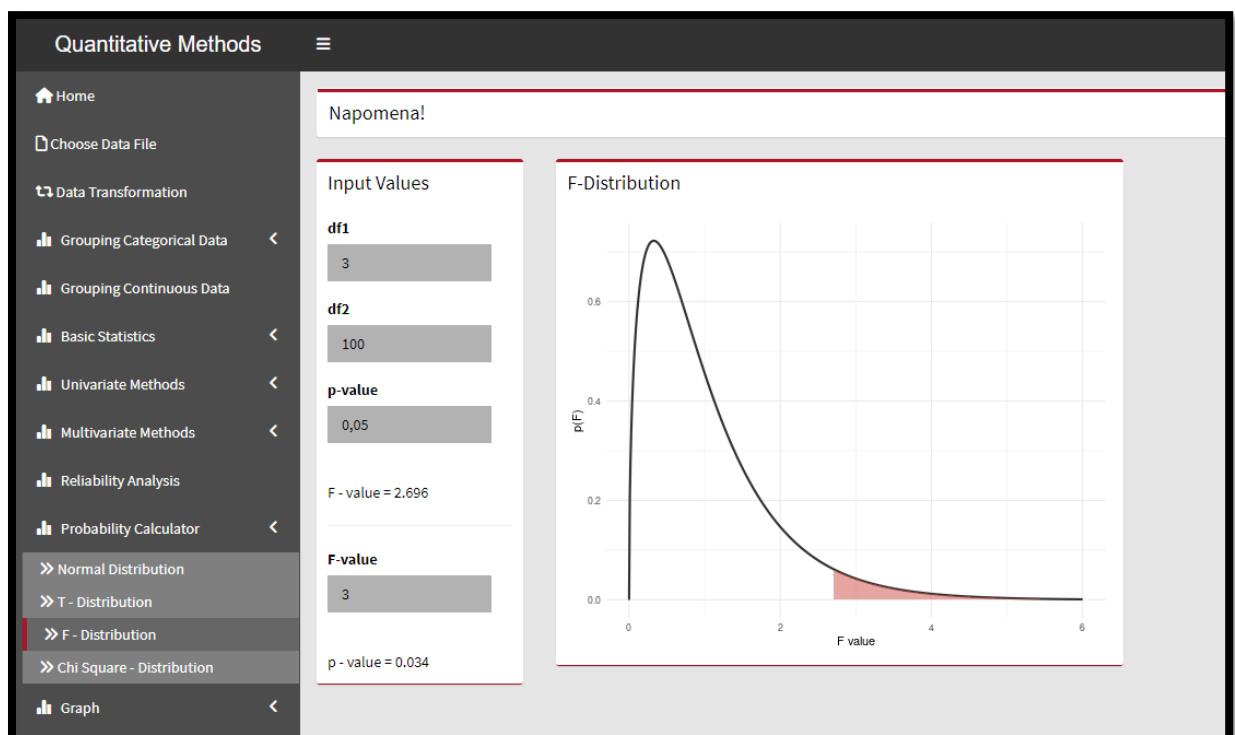 Quantitative Methods
Home
Choose Data File
Data Transformation
Grouping Categorical Data
Grouping Continuous Data
Basic Statistics
Univariate Methods
Multivariate Methods
Reliability Analysis
Probability Calculator
Normal Distribution
T - Distribution
F - Distribution
Chi Square - Distribution
Graph
Napomena!
Input Values
df1
3
df2
100
p-value
0,05
F - value = 2.696
F-value
3
p - value = 0.034
F-Distribution
p(F)
0.6
0.4
0.2
0.0
0 2 4 6
F value